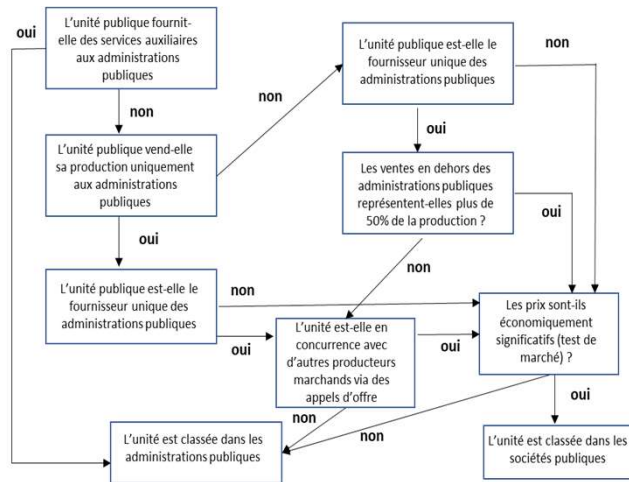 oui
L'unité publique fournit-
elle des services auxiliaires
aux administrations
publiques
L'unité publique est-elle le
fournisseur unique des
administrations publiques
non
non
non
oui
L'unité publique vend-elle
sa production uniquement
aux administrations
publiques
Les ventes en dehors des
administrations publiques
représentent-elles plus de
50% de la production ?
oui
oui
non
L'unité publique est-elle le
fournisseur unique des
administrations publiques
non
oui
L'unité est-elle en
concurrence avec
d'autres producteurs
marchands via des
appels d'offre
oui
Les prix sont-ils
économiquement
significatifs (test de
marché) ?
non
non
oui
L'unité est classée dans les
administrations publiques
L'unité est classée dans les
sociétés publiques